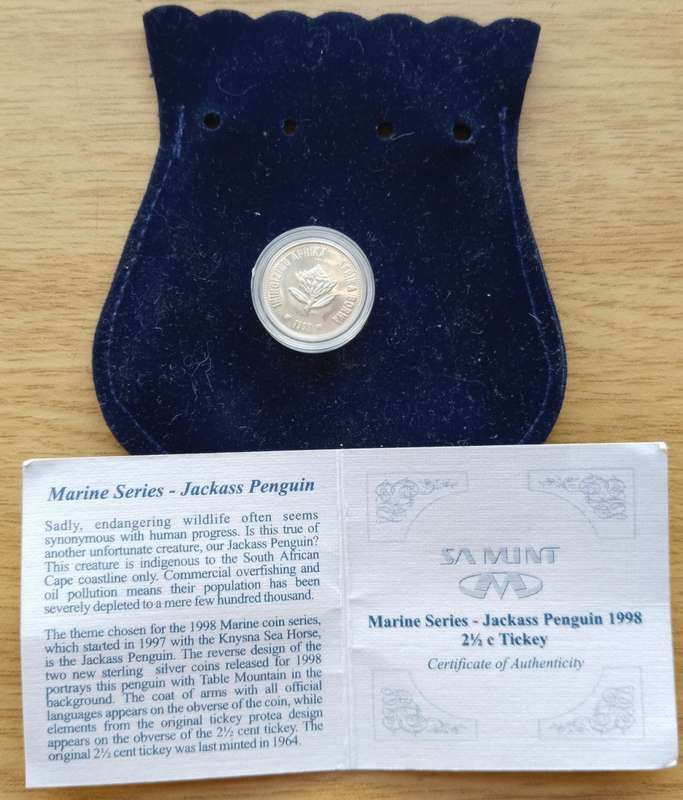 AFRIKA
Marine Series - Jackass Penguin
Sadly, endangering wildlife often seems
synonymous with human progress. Is this true of
another unfortunate creature, our Jackass Penguin?
This creature is indigenous to the South African
Cape coastline only. Commercial overfishing and
oil pollution means their population has been
severely depleted to a mere few hundred thousand.
The theme chosen for the 1998 Marine coin series,
which started in 1997 with the Knysna Sea Horse,
is the Jackass Penguin. The reverse design of the
two new sterling silver coins released for 1998
portrays this penguin with Table Mountain in the
background. The coat of arms with all official
languages appears on the obverse of the coin, while
elements from the original tickey protea design
appears on the obverse of the 2½ cent tickey. The
original 2½ cent tickey was last minted in 1964.
SA MINT
Marine Series - Jackass Penguin 1998
2½ c Tickey
Certificate of Authenticity